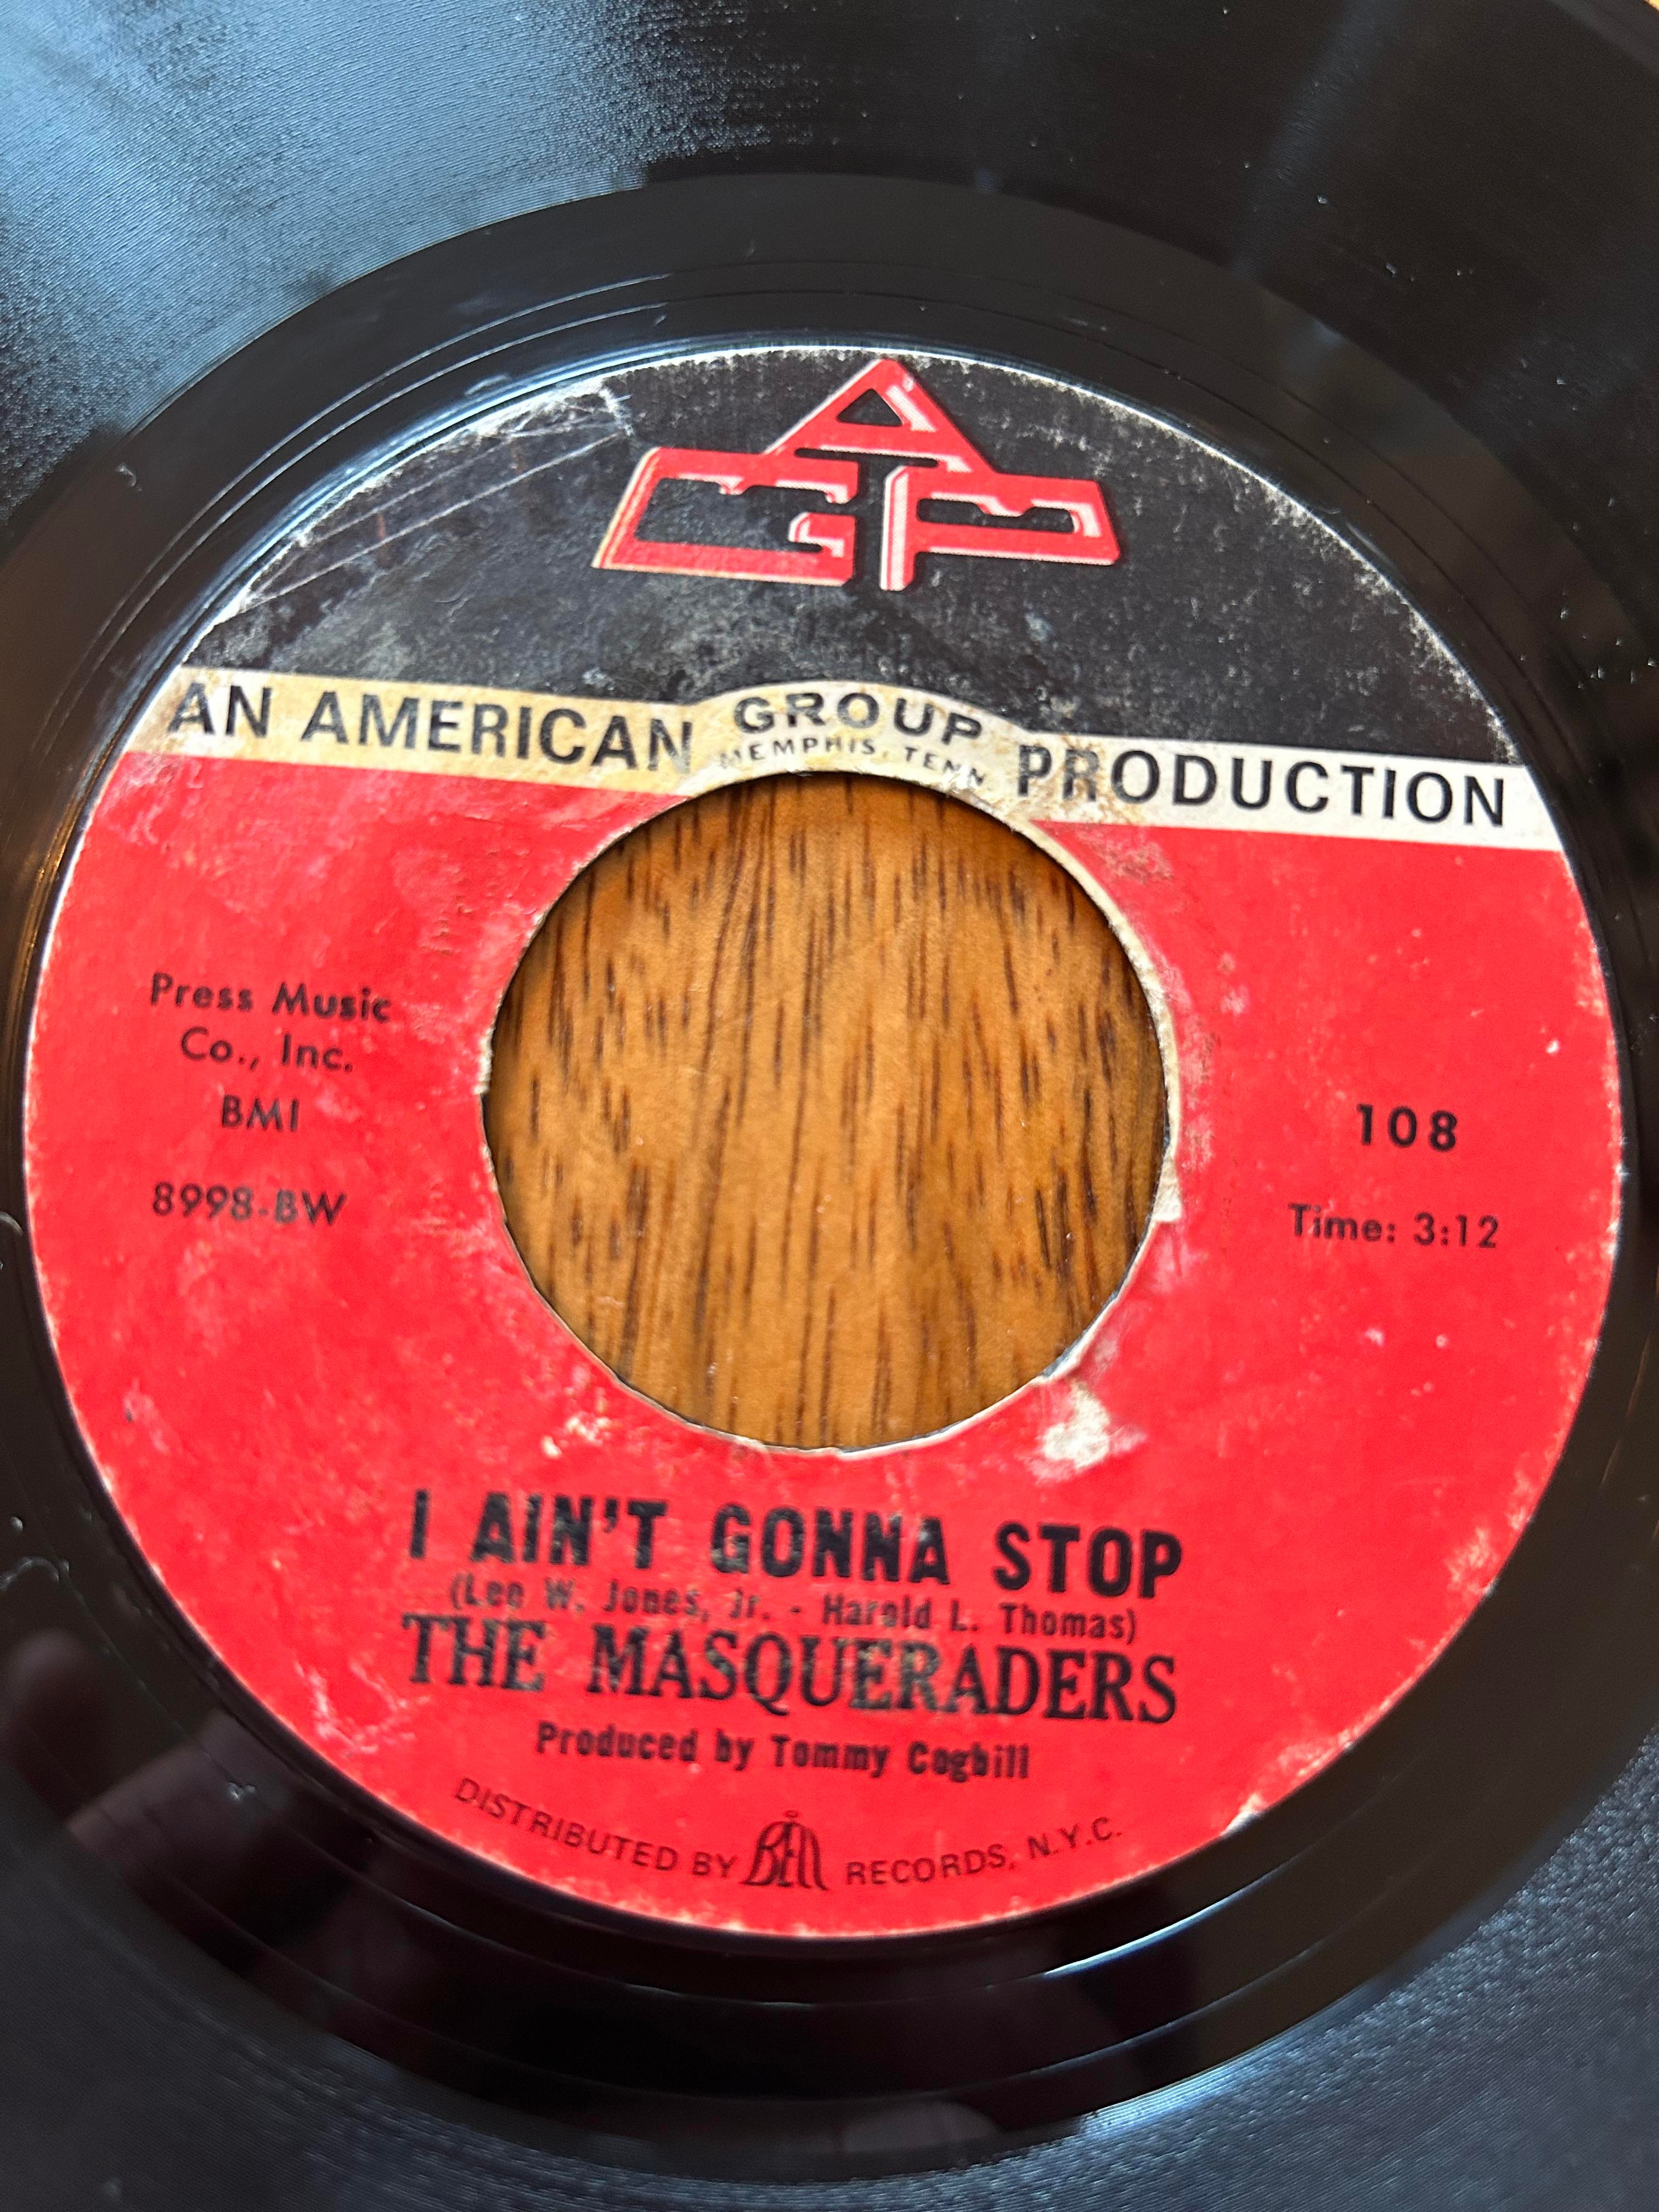 AGP
AN AMERICAN GROUP PRODUCTION
MEMPHIS, TENN
Press Music
Co., Inc.
BMI
8998-BW
108
Time: 3:12
I AIN'T GONNA STOP
(Lee W. Jones, Jr. - Harold L. Thomas)
THE MASQUERADERS
Produced by Tommy Cogbill
DISTRIBUTED BY BELL RECORDS, N.Y.C.